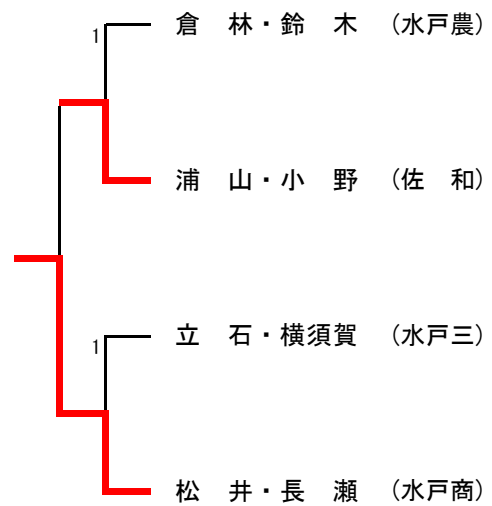 倉　林・鈴　木　（水戸農）
1
浦　山・小　野　（佐　和）
立　石・横須賀　（水戸三）
1
松　井・長　瀬　（水戸商）